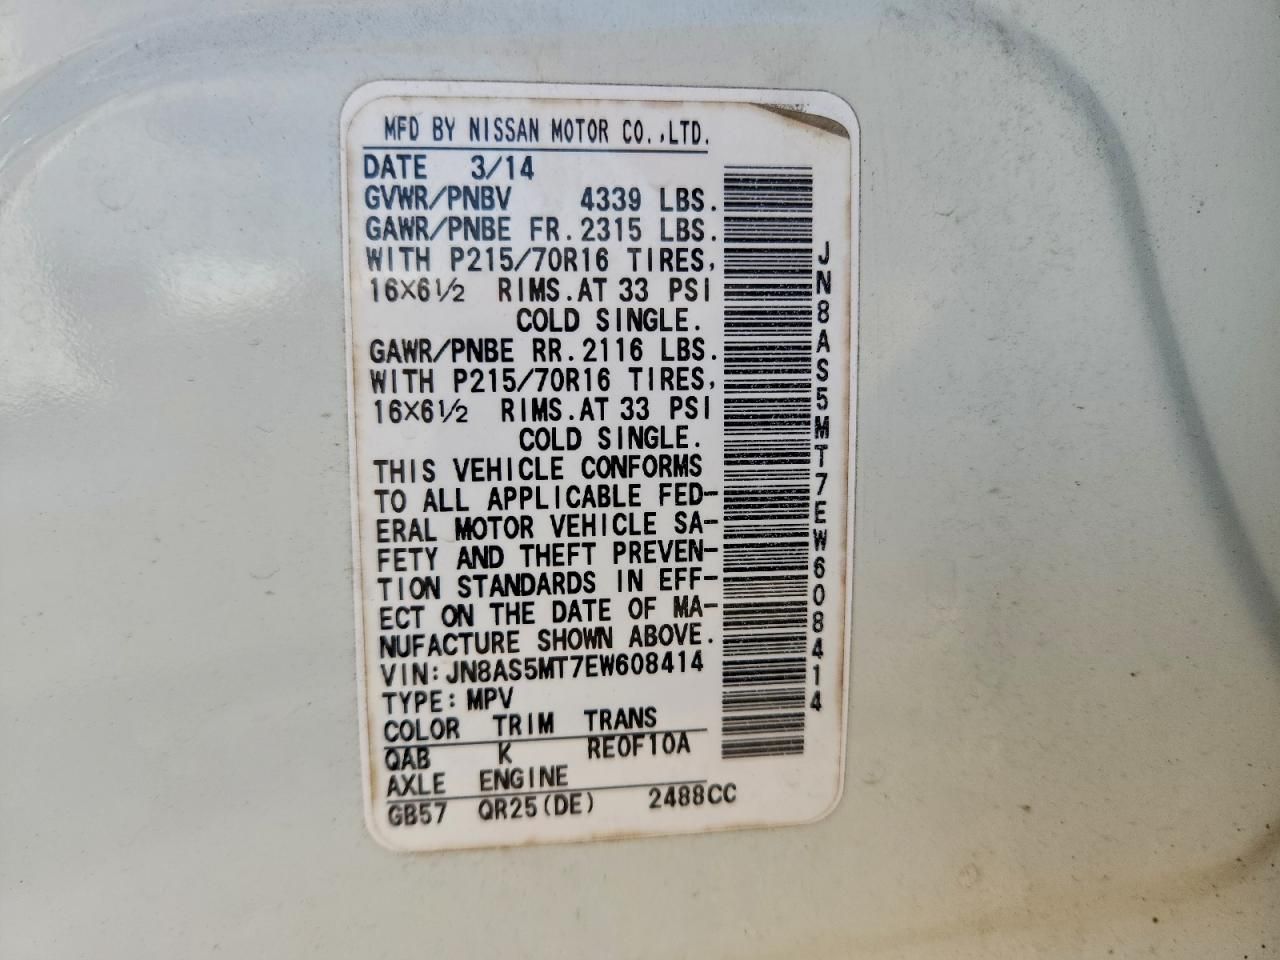 MFD BY NISSAN MOTOR CO.,LTD.
DATE 3/14
GVWR/PNBV 4339 LBS.
GAWR/PNBE FR.2315 LBS.
WITH P215/70R16 TIRES,
16X6½ RIMS.AT 33 PSI
COLD SINGLE.
GAWR/PNBE RR.2116 LBS.
WITH P215/70R16 TIRES,
16X6½ RIMS.AT 33 PSI
COLD SINGLE.
THIS VEHICLE CONFORMS
TO ALL APPLICABLE FED-
ERAL MOTOR VEHICLE SA-
FETY AND THEFT PREVEN-
TION STANDARDS IN EFF-
ECT ON THE DATE OF MA-
NUFACTURE SHOWN ABOVE.
VIN:JN8AS5MT7EW608414
TYPE:MPV
COLOR TRIM TRANS
QAB K RE0F10A
AXLE ENGINE
GB57 QR25(DE) 2488CC
JN8AS5MT7EW608414